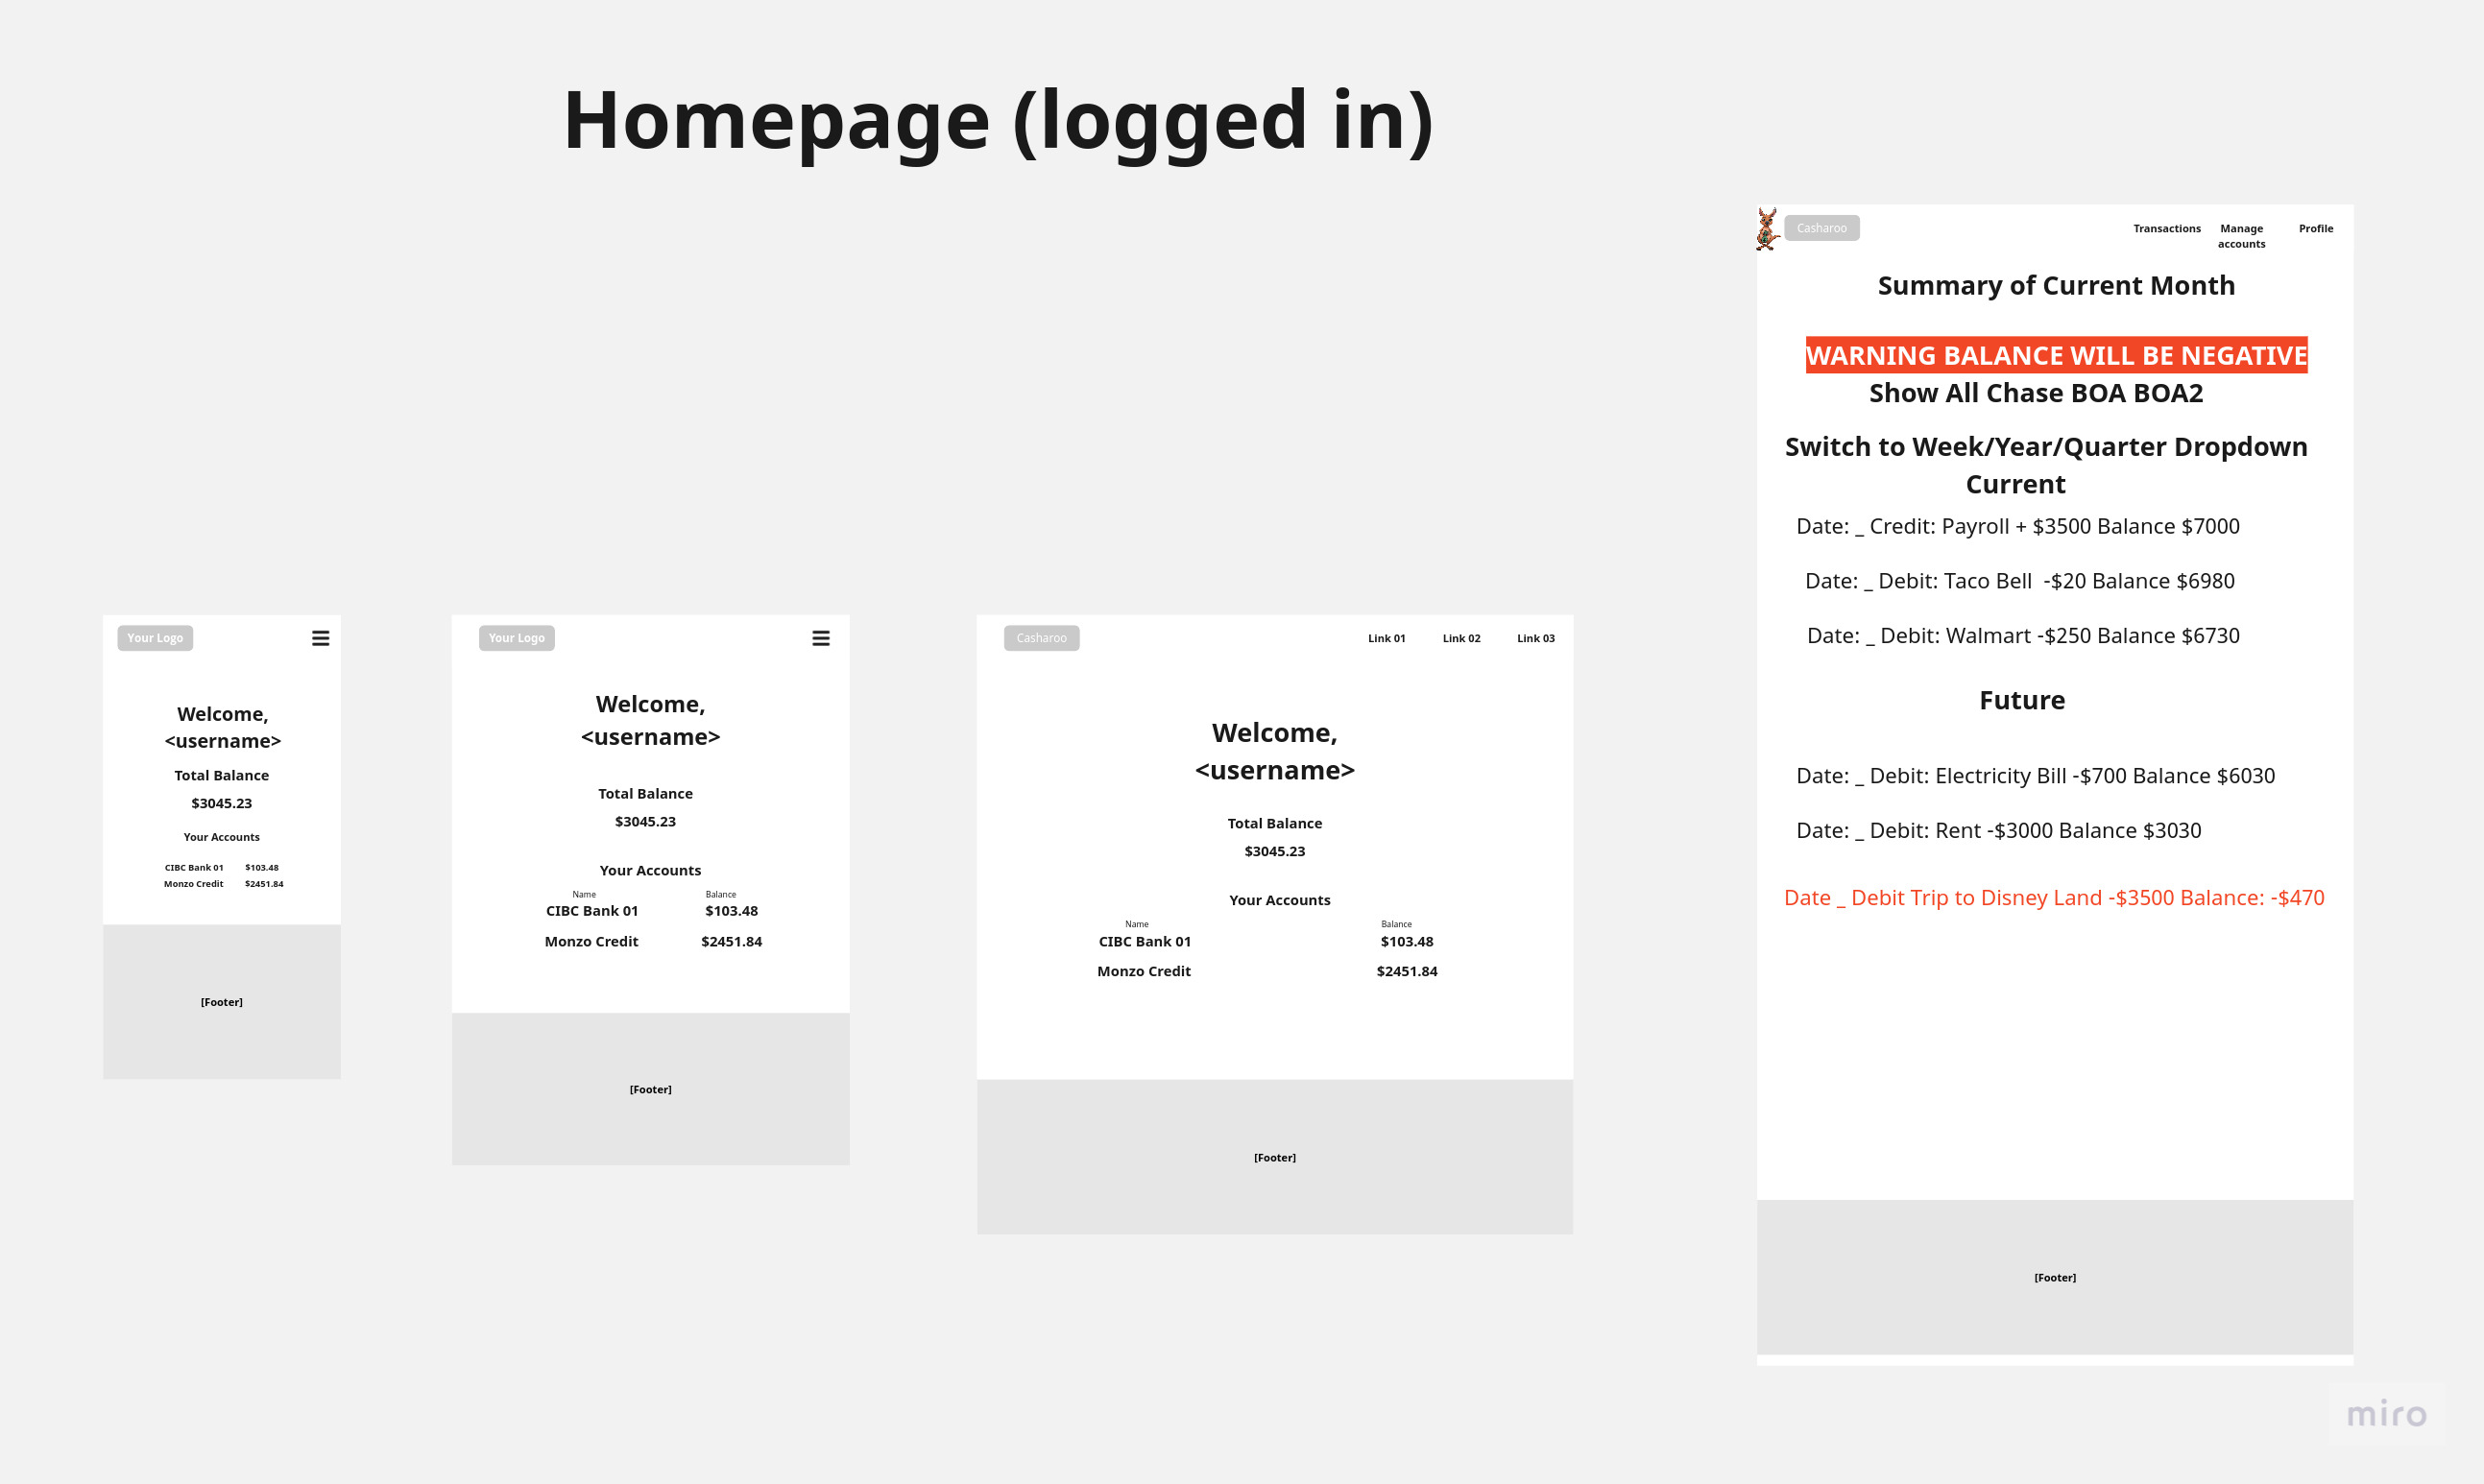 Homepage (logged in)
Your Logo
Welcome,
<username>
Total Balance
$3045.23
Your Accounts
CIBC Bank 01 $103.48
Monzo Credit $2451.84
[Footer]
Your Logo
Welcome,
<username>
Total Balance
$3045.23
Your Accounts
Name Balance
CIBC Bank 01 $103.48
Monzo Credit $2451.84
[Footer]
Casharoo Link 01 Link 02 Link 03
Welcome,
<username>
Total Balance
$3045.23
Your Accounts
Name Balance
CIBC Bank 01 $103.48
Monzo Credit $2451.84
[Footer]
Casharoo Transactions Manage accounts Profile
Summary of Current Month
WARNING BALANCE WILL BE NEGATIVE
Show All Chase BOA BOA2
Switch to Week/Year/Quarter Dropdown
Current
Date: _ Credit: Payroll + $3500 Balance $7000
Date: _ Debit: Taco Bell  -$20 Balance $6980
Date: _ Debit: Walmart -$250 Balance $6730
Future
Date: _ Debit: Electricity Bill -$700 Balance $6030
Date: _ Debit: Rent -$3000 Balance $3030
Date _ Debit Trip to Disney Land -$3500 Balance: -$470
[Footer]
miro